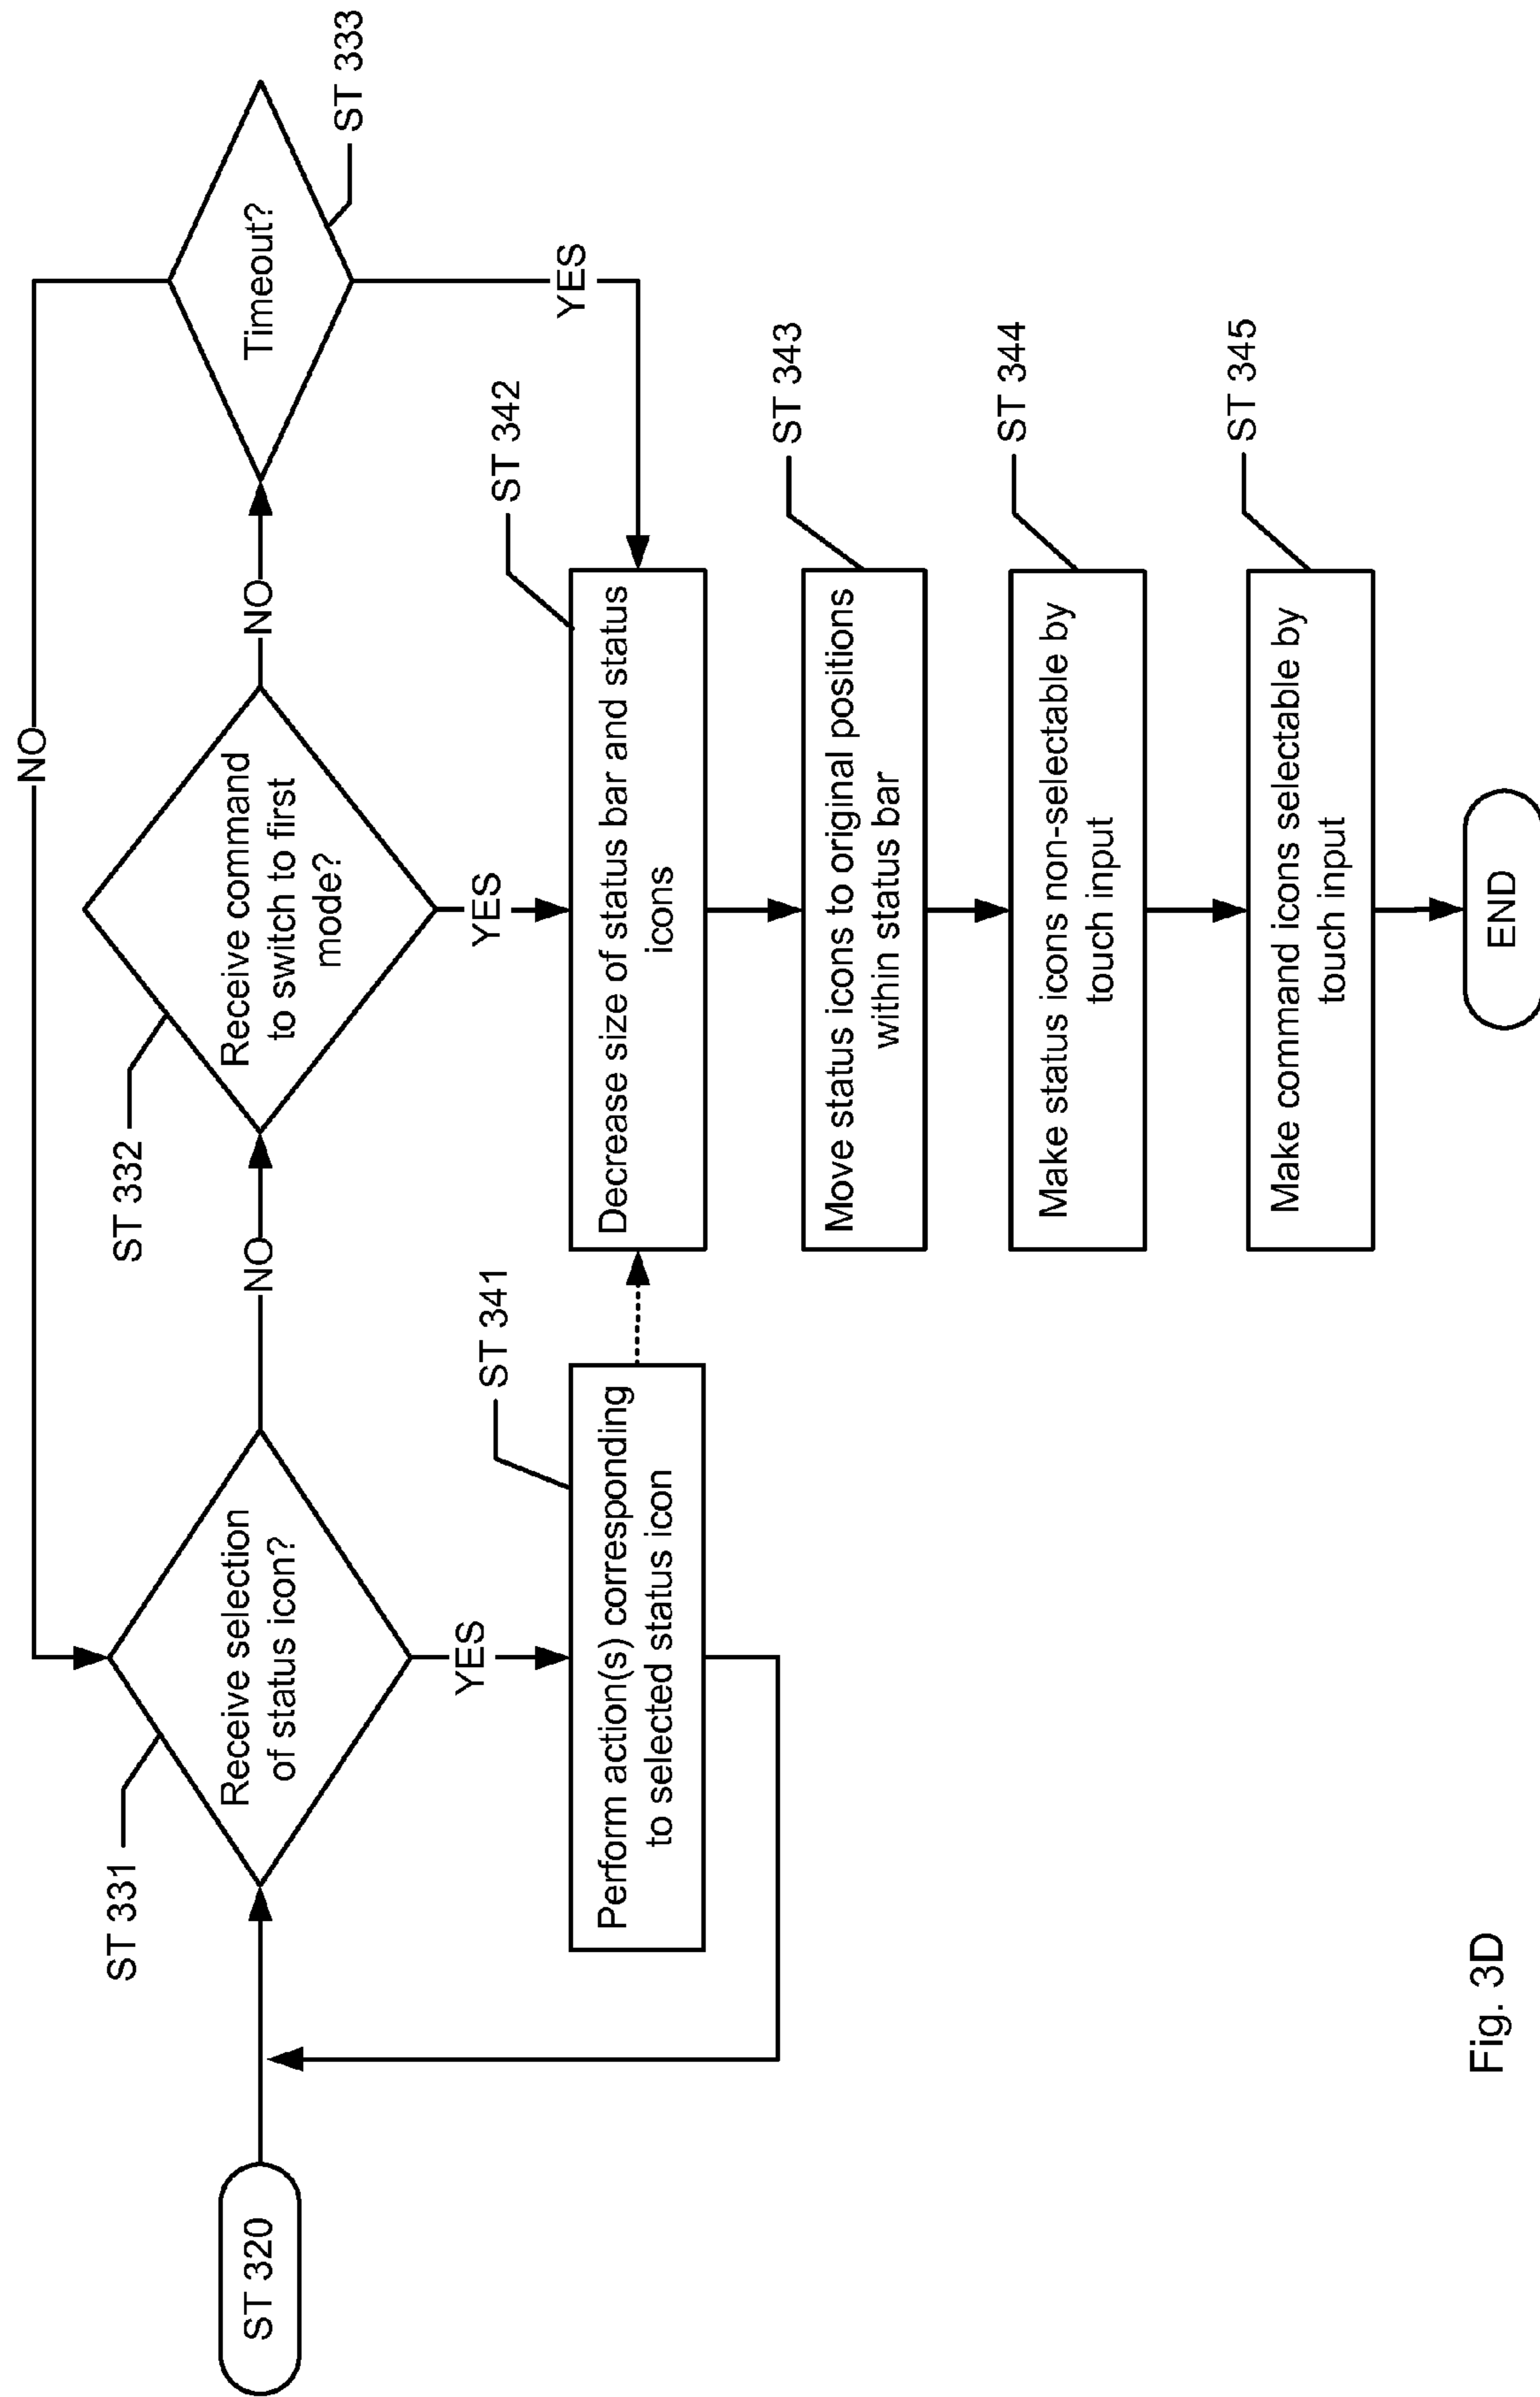 ST 320
ST 331
Receive selection
of status icon?
NO
ST 332
Receive command
to switch to first
mode?
NO
Timeout?
ST 333
NO
YES
YES
YES
ST 341
Perform action(s) corresponding
to selected status icon
ST 342
Decrease size of status bar and status
icons
ST 343
Move status icons to original positions
within status bar
ST 344
Make status icons non-selectable by
touch input
ST 345
Make command icons selectable by
touch input
END
Fig. 3D